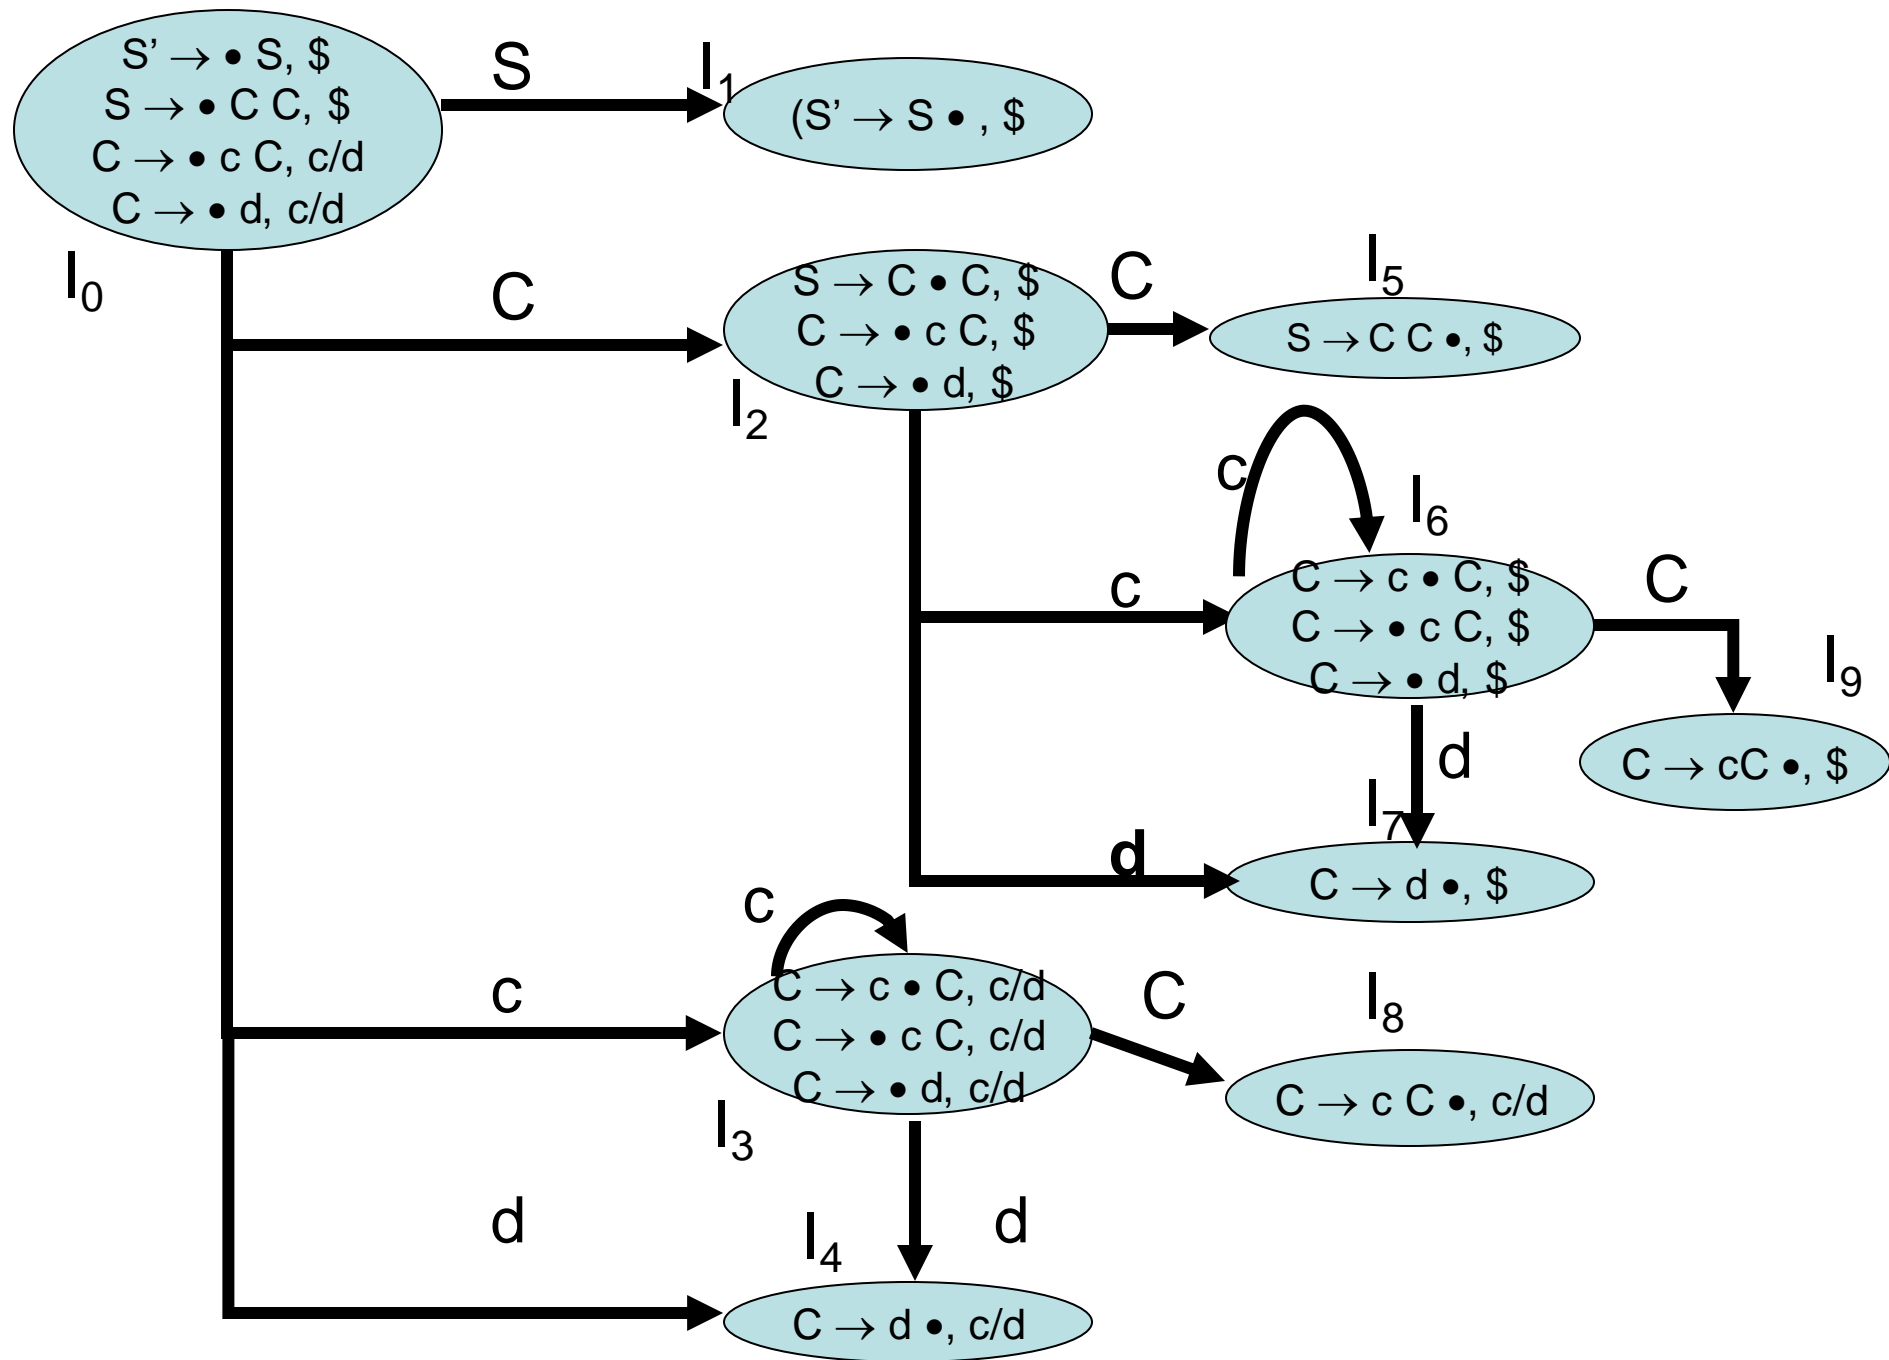 S’ → • S, $
S → • C C, $
C → • c C, c/d
C → • d, c/d
I0
S
I1
(S’ → S • , $
C
S → C • C, $
C → • c C, $
C → • d, $
I2
C
I5
S → C C •, $
c
c
I6
C → c • C, $
C → • c C, $
C → • d, $
C
I9
C → cC •, $
d
d
I7
C → d •, $
c
c
C → c • C, c/d
C → • c C, c/d
C → • d, c/d
I3
C
I8
C → c C •, c/d
d
d
I4
C → d •, c/d